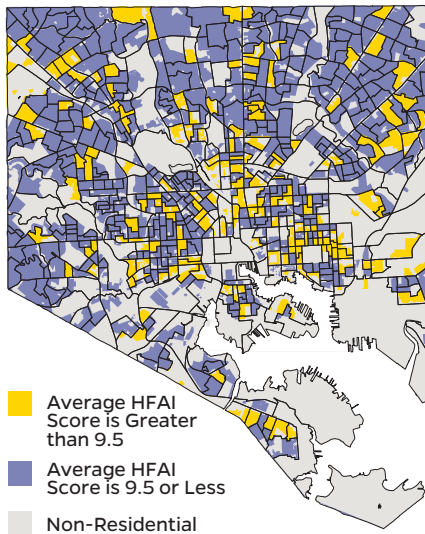 Average HFAI
Score is Greater
than 9.5
Average HFAI
Score is 9.5 or Less
Non-Residential